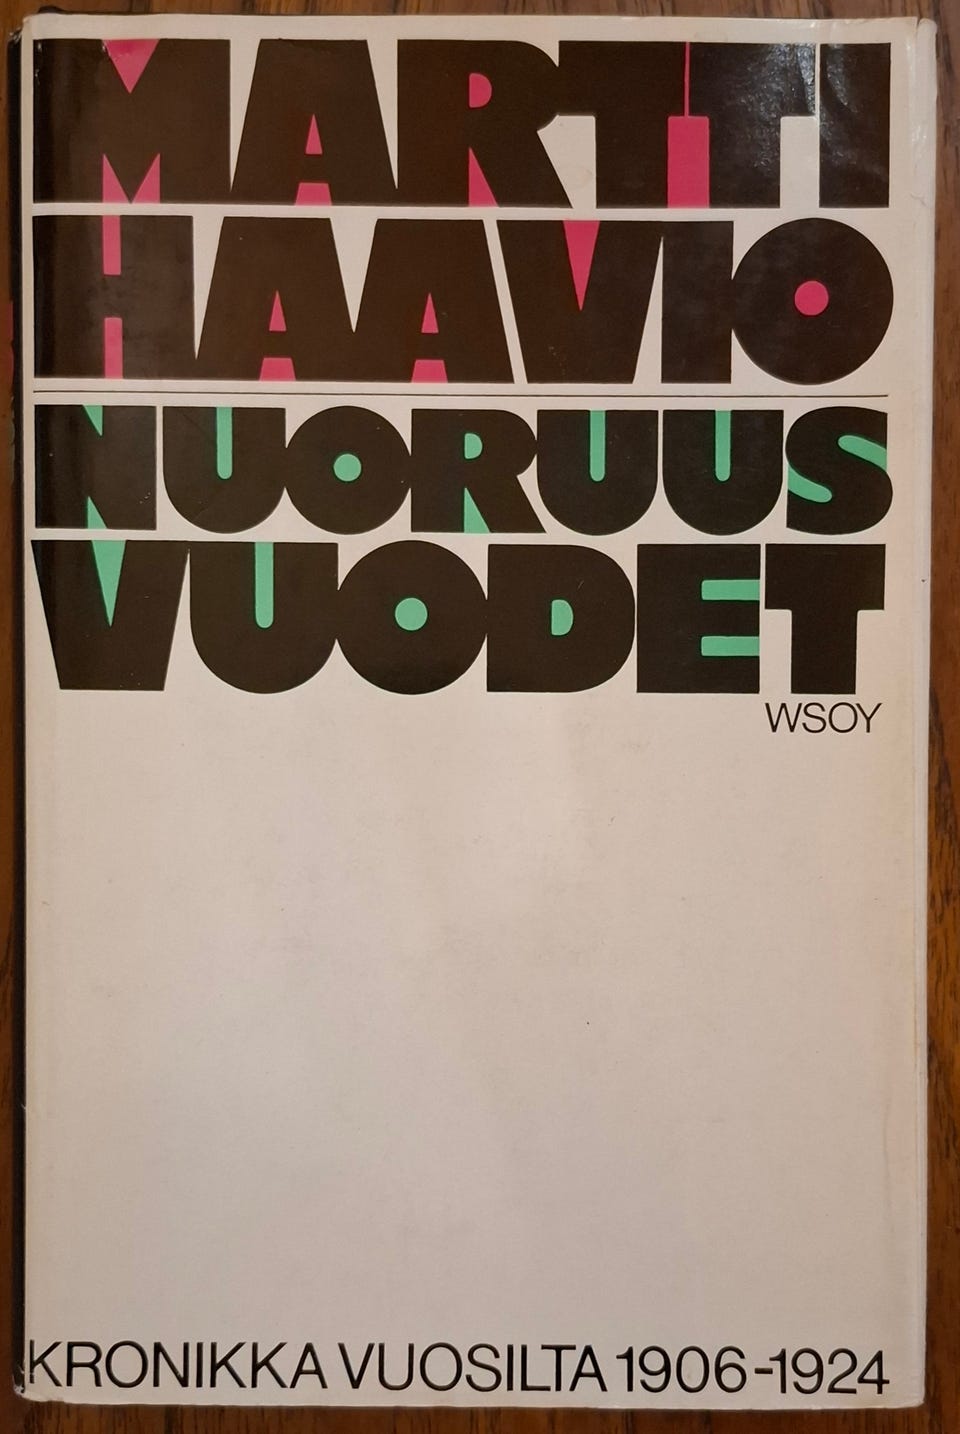 MARTTI
HAAVIO
NUORUUS
VUODET
WSOY
KRONIKKA VUOSILTA 1906-1924